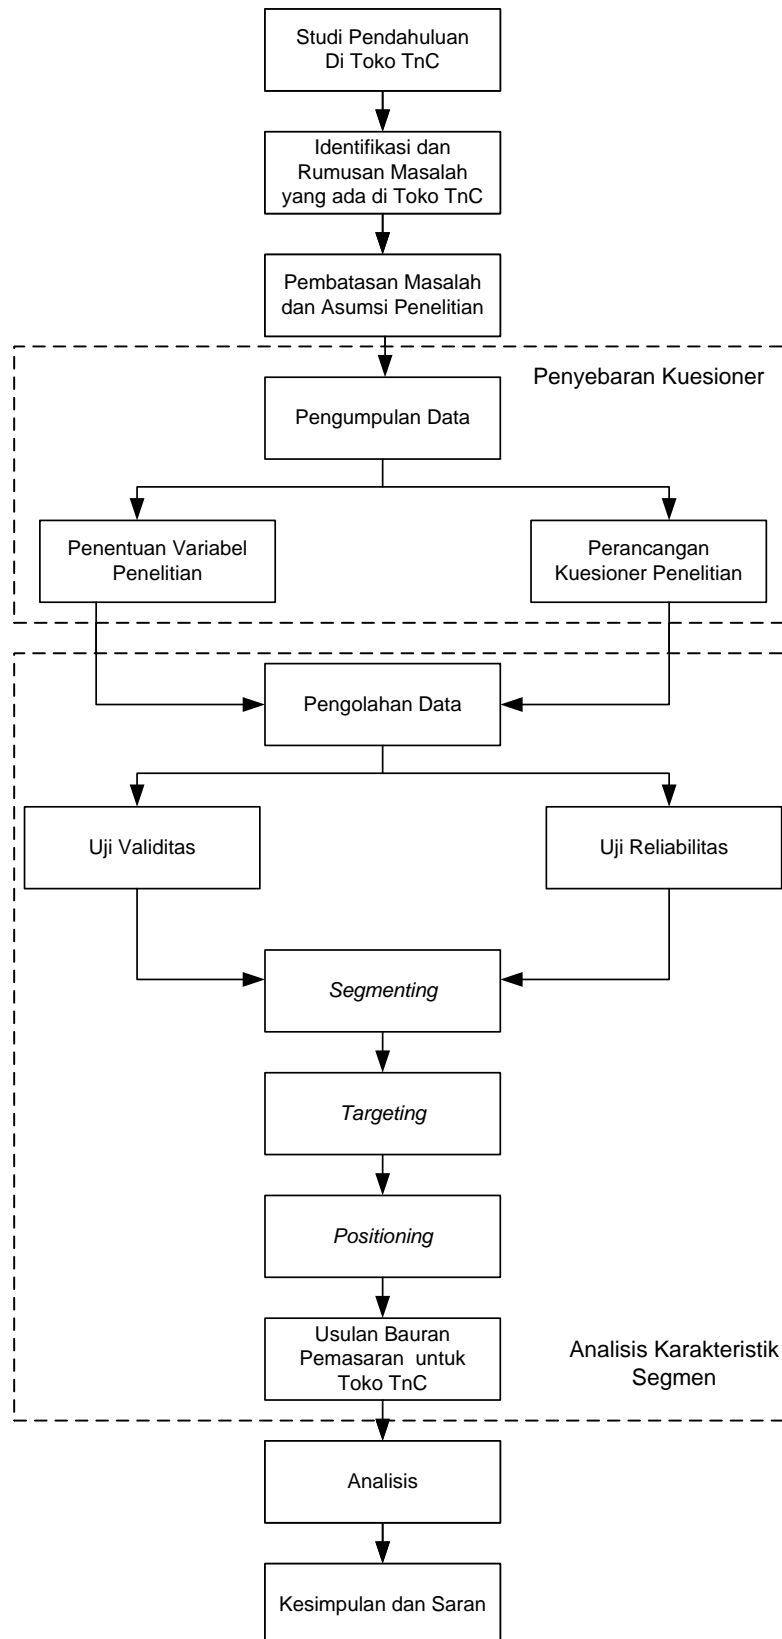 Studi Pendahuluan
Di Toko TnC
Identifikasi dan
Rumusan Masalah
yang ada di Toko TnC
Pembatasan Masalah
dan Asumsi Penelitian
Penyebaran Kuesioner
Pengumpulan Data
Penentuan Variabel
Penelitian
Perancangan
Kuesioner Penelitian
Pengolahan Data
Uji Validitas
Uji Reliabilitas
Segmenting
Targeting
Positioning
Usulan Bauran
Pemasaran untuk
Toko TnC
Analisis Karakteristik
Segmen
Analisis
Kesimpulan dan Saran